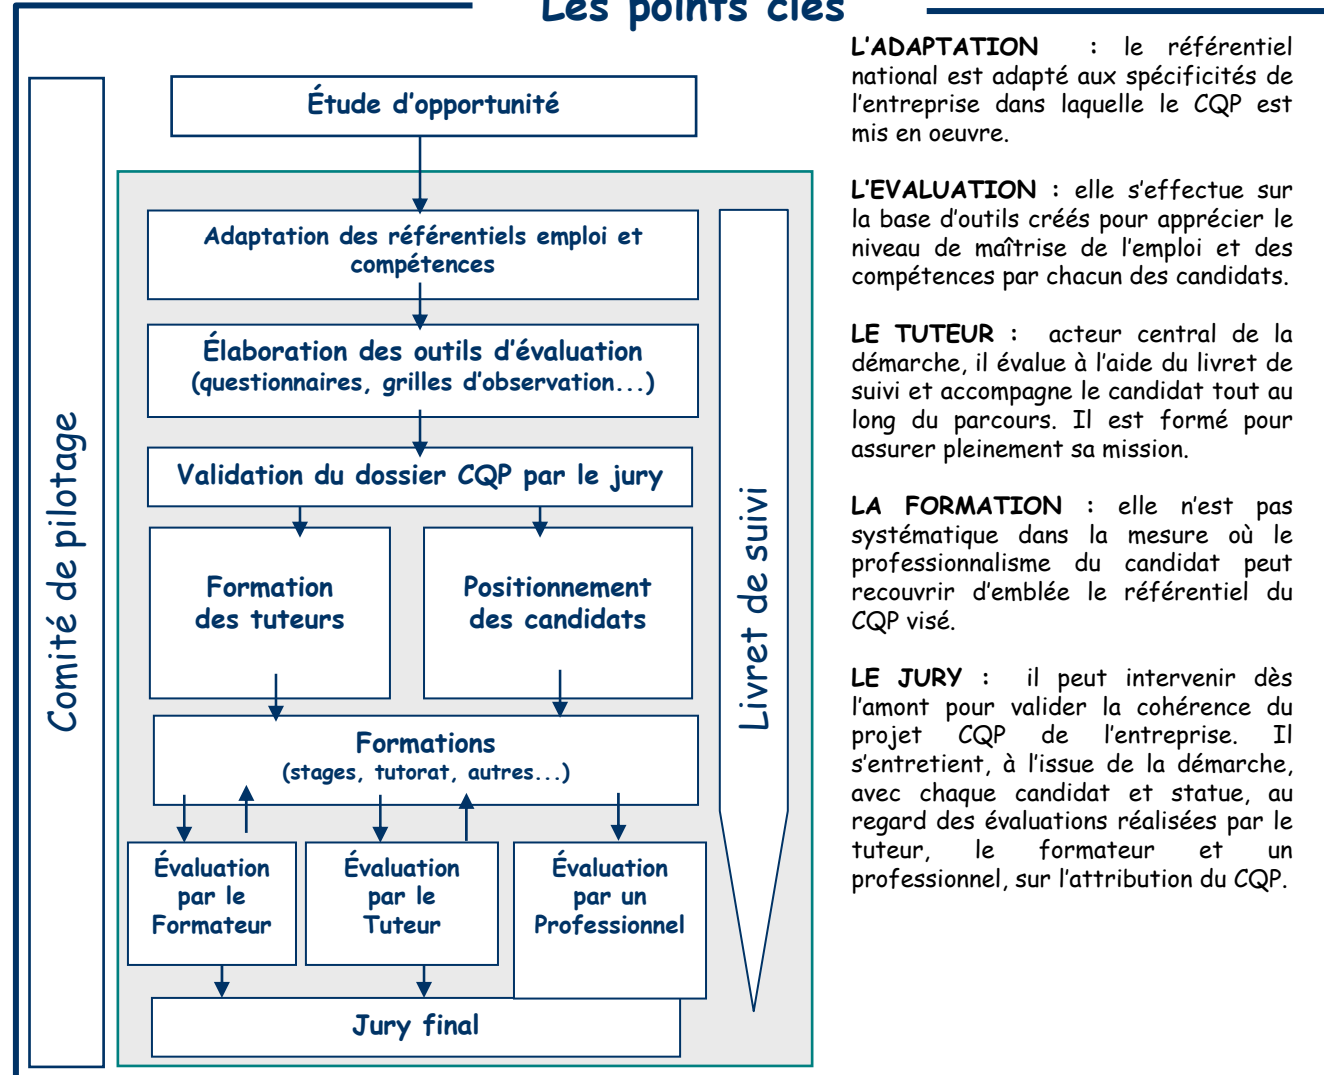 Les points clés
Comité de pilotage
Étude d'opportunité
Adaptation des référentiels emploi et
compétences
Élaboration des outils d'évaluation
(questionnaires, grilles d'observation...)
Validation du dossier CQP par le jury
Formation
des tuteurs
Positionnement
des candidats
Formations
(stages, tutorat, autres...)
Évaluation
par le
Formateur
Évaluation
par le
Tuteur
Évaluation
par un
Professionnel
Jury final
Livret de suivi
L'ADAPTATION : le référentiel
national est adapté aux spécificités de
l'entreprise dans laquelle le CQP est
mis en oeuvre.
L'EVALUATION : elle s'effectue sur
la base d'outils créés pour apprécier le
niveau de maîtrise de l'emploi et des
compétences par chacun des candidats.
LE TUTEUR : acteur central de la
démarche, il évalue à l'aide du livret de
suivi et accompagne le candidat tout au
long du parcours. Il est formé pour
assurer pleinement sa mission.
LA FORMATION : elle n'est pas
systématique dans la mesure où le
professionnalisme du candidat peut
recouvrir d'emblée le référentiel du
CQP visé.
LE JURY : il peut intervenir dès
l'amont pour valider la cohérence du
projet CQP de l'entreprise. Il
s'entretient, à l'issue de la démarche,
avec chaque candidat et statue, au
regard des évaluations réalisées par le
tuteur, le formateur et un
professionnel, sur l'attribution du CQP.